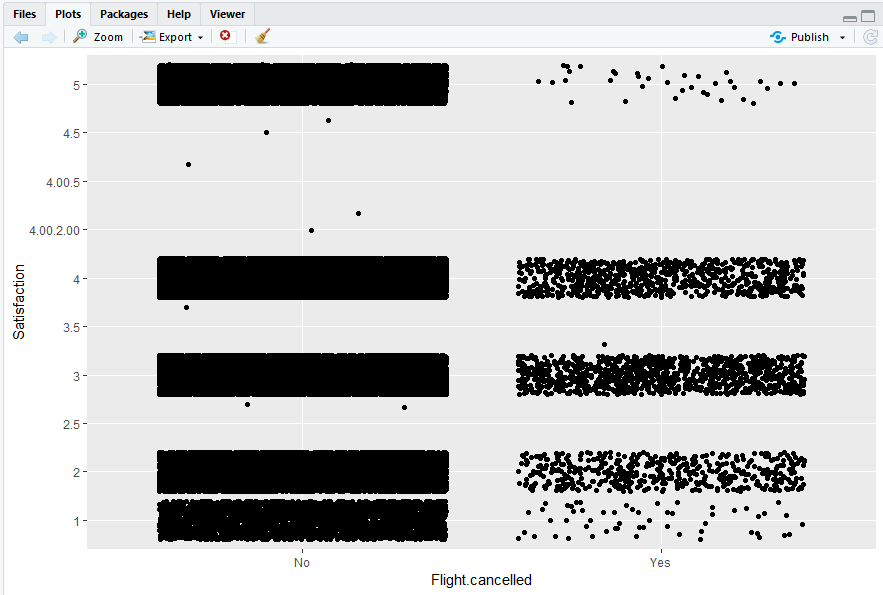 Files Plots Packages Help Viewer
Zoom Export Publish
5
4.5
4.00.5
4.00.2.00
4
3.5
3
2.5
2
1
Satisfaction
No Yes
Flight.cancelled